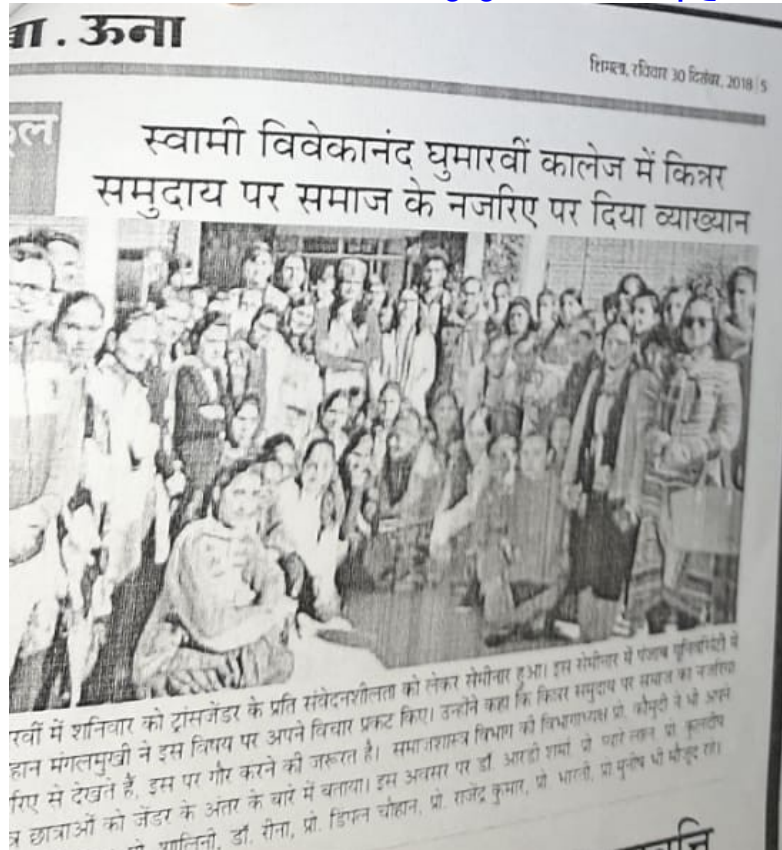 ा . ऊना
शिमला, रविवार 30 दिसंबर, 2018 | 5
ूल
स्वामी विवेकानंद घुमारवीं कालेज में किन्नर
समुदाय पर समाज के नजरिए पर दिया व्याख्यान
रवीं में शनिवार को ट्रांसजेंडर के प्रति संवेदनशीलता को लेकर सेमीनार हुआ। इस सेमीनार में पंजाब यूनिवर्सिटी में
हान मंगलमुखी ने इस विषय पर अपने विचार प्रकट किए। उन्होंने कहा कि किन्नर समुदाय पर समाज का नजरिया
रिए से देखते हैं, इस पर गौर करने की जरूरत है। समाजशास्त्र विभाग की विभागाध्यक्ष प्रो. कौमुदी ने भी अपने
त्र छात्राओं को जेंडर के अंतर के बारे में बताया। इस अवसर पर डॉ. आरडी शर्मा, प्रो. प्यारे लाल, प्रो. कुलदीप
शालिनी, डॉ. रीना, प्रो. डिंपल चौहान, प्रो. राजेंद्र कुमार, प्रो. भारती, प्रो. मुनीष भी मौजूद रहे।